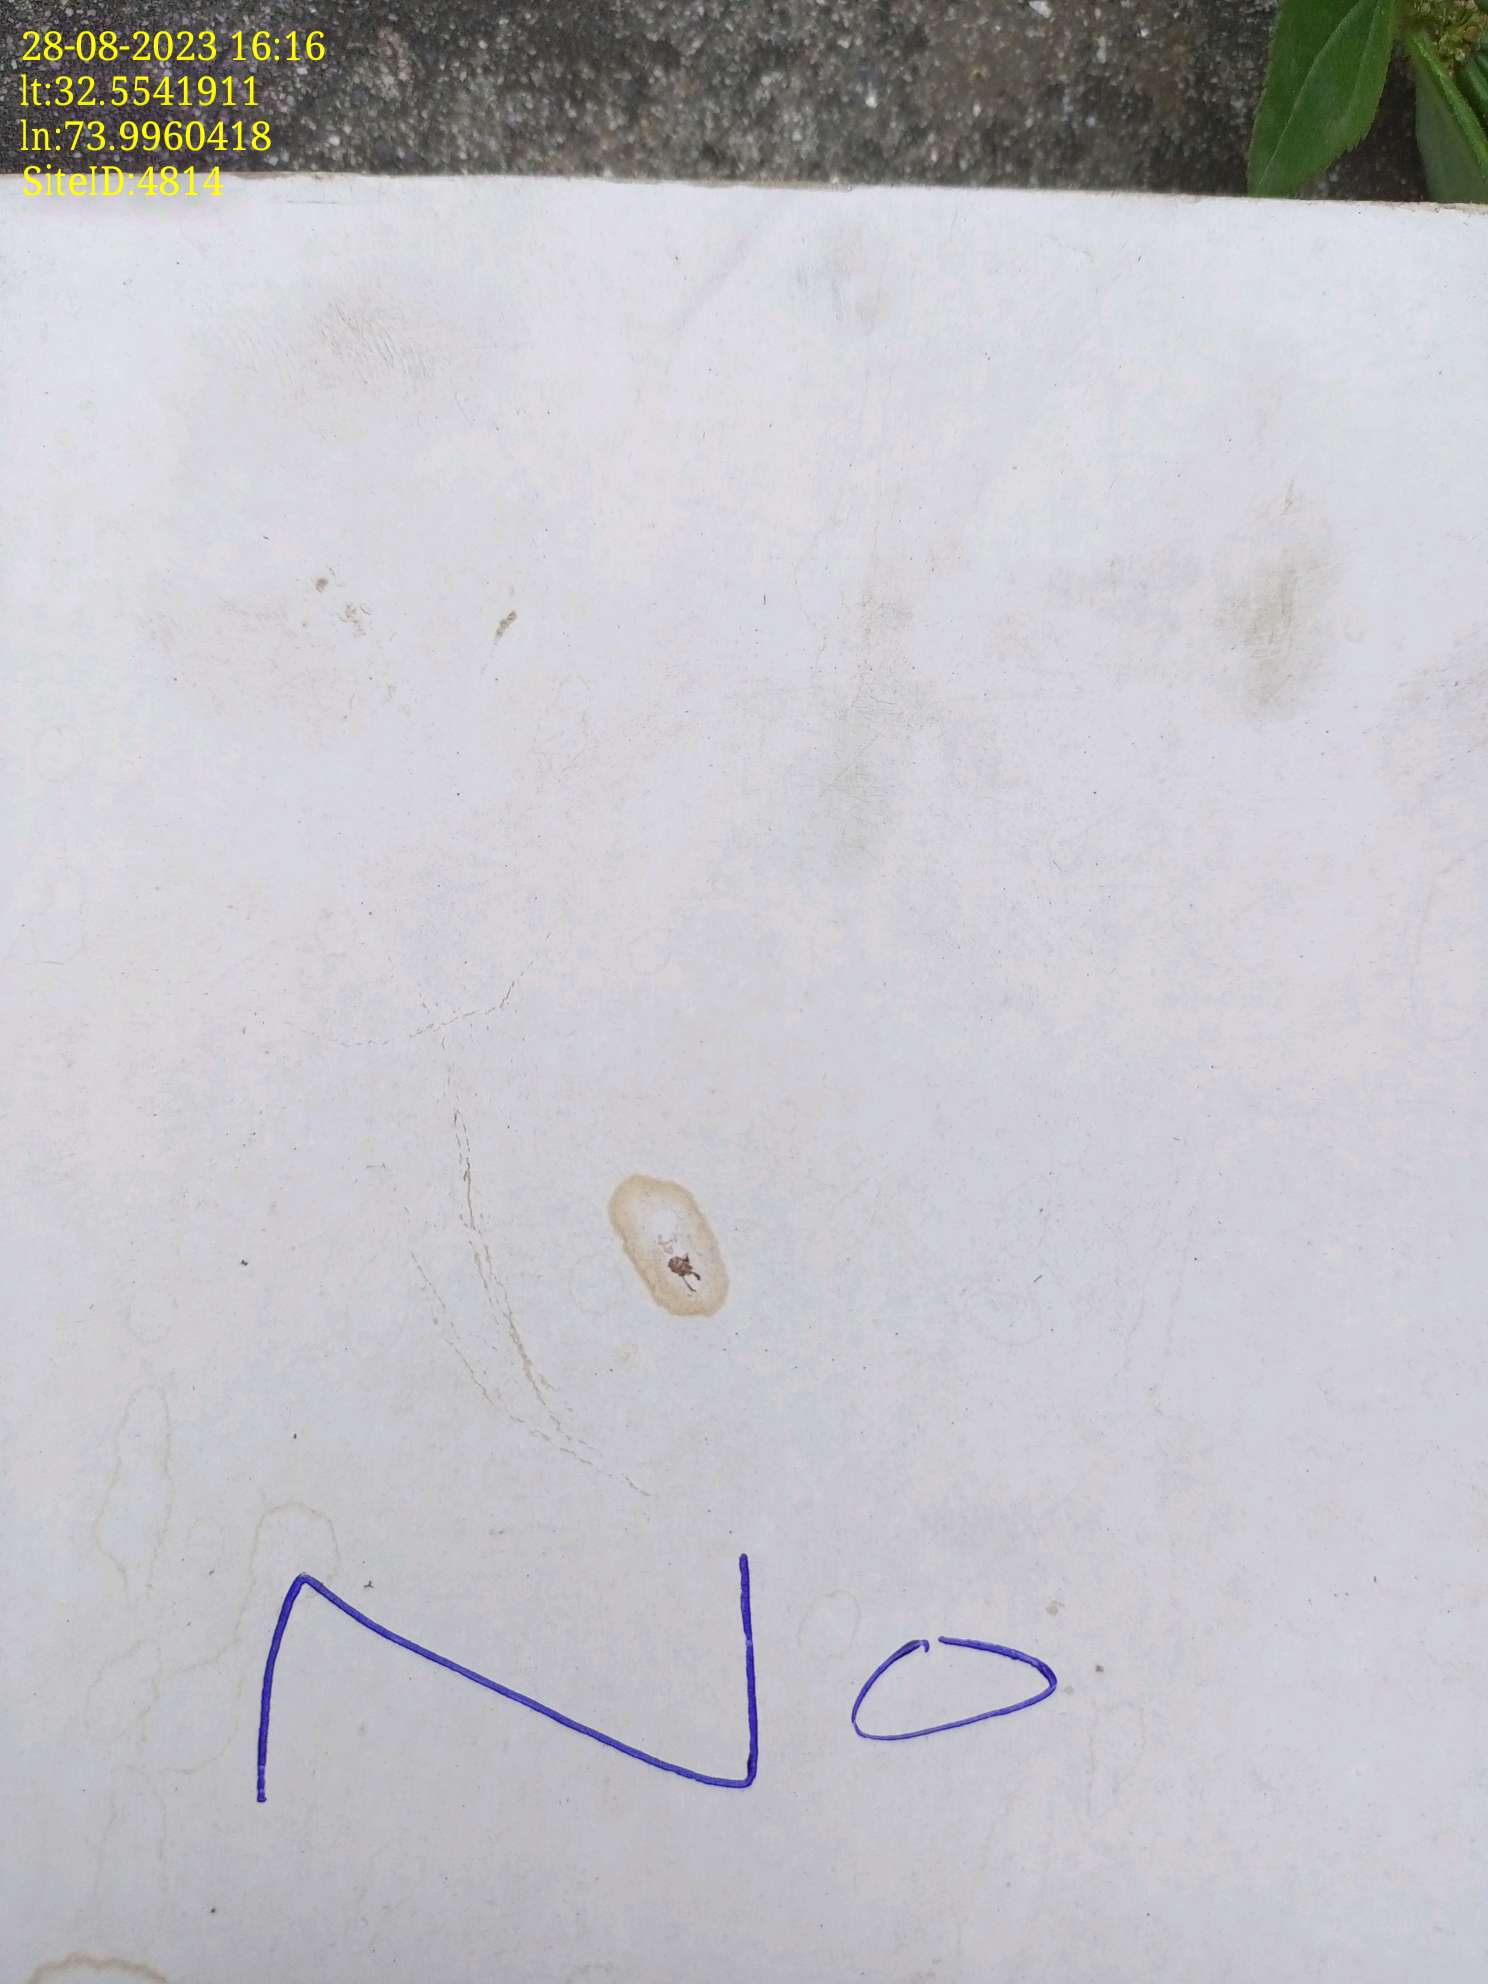 28-08-2023 16:16
lt:32.5541911
ln:73.9960418
SiteID:4814
No